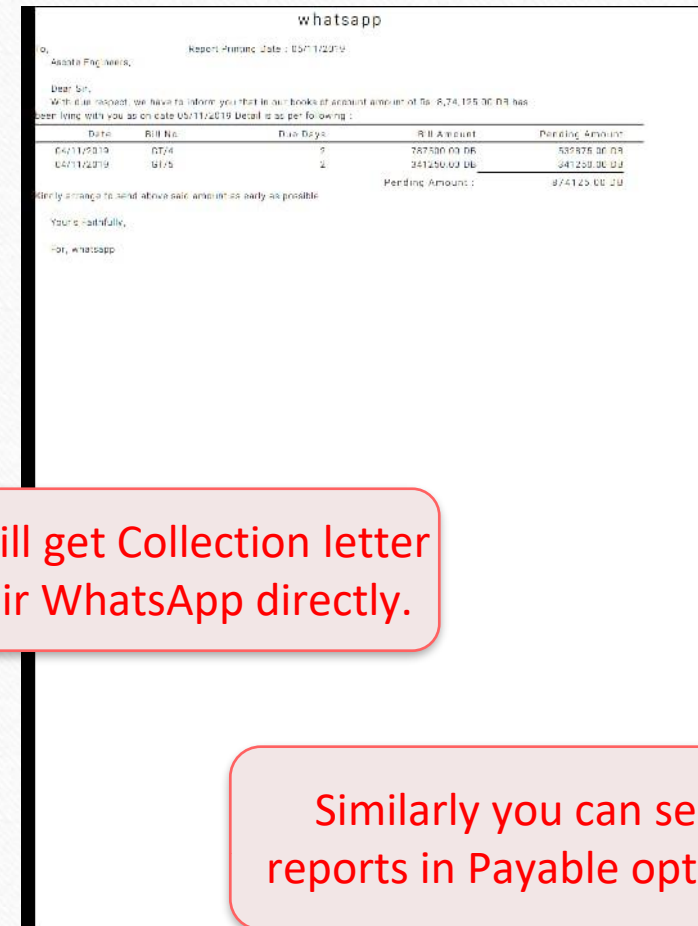 whatsapp
To, Report Printing Date : 05/11/2019
Engineers,
Dear Sir,
With due respect, we have to inform you that in our books of account amount of Rs. 8,74,125.00 DB has
been lying with you as on date 05/11/2019 Detail is as per following :
Date Bill No. Due Days Bill Amount Pending Amount
04/11/2019 GT/4 2 787500.00 DB 532875.00 DB
04/11/2019 GT/5 2 341250.00 DB 341250.00 DB
Pending Amount : 874125.00 DB
Kindly arrange to send above said amount as early as possible
Your's Faithfully,
For, whatsapp
ill get Collection letter
ir WhatsApp directly.
Similarly you can se
reports in Payable opt